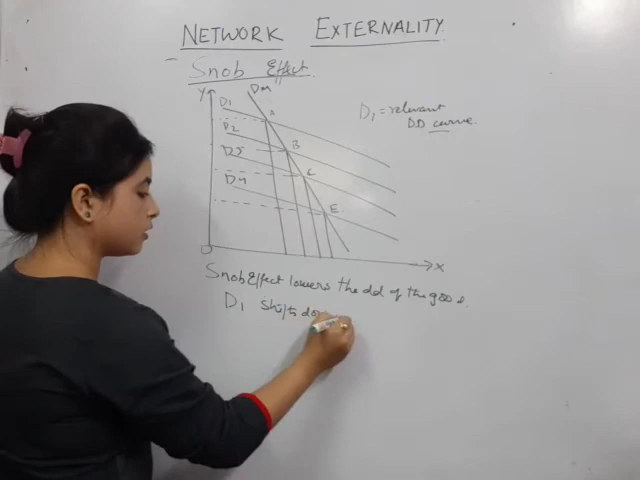 NETWORK EXTERNALITY
- Snob Effect.
Y
Dm
D1
A
D1 = relevant
DD curve.
D2
B
D3
C
D4
E
O
X
Snob Effect lowers the dd of the good.
D1 shifts do